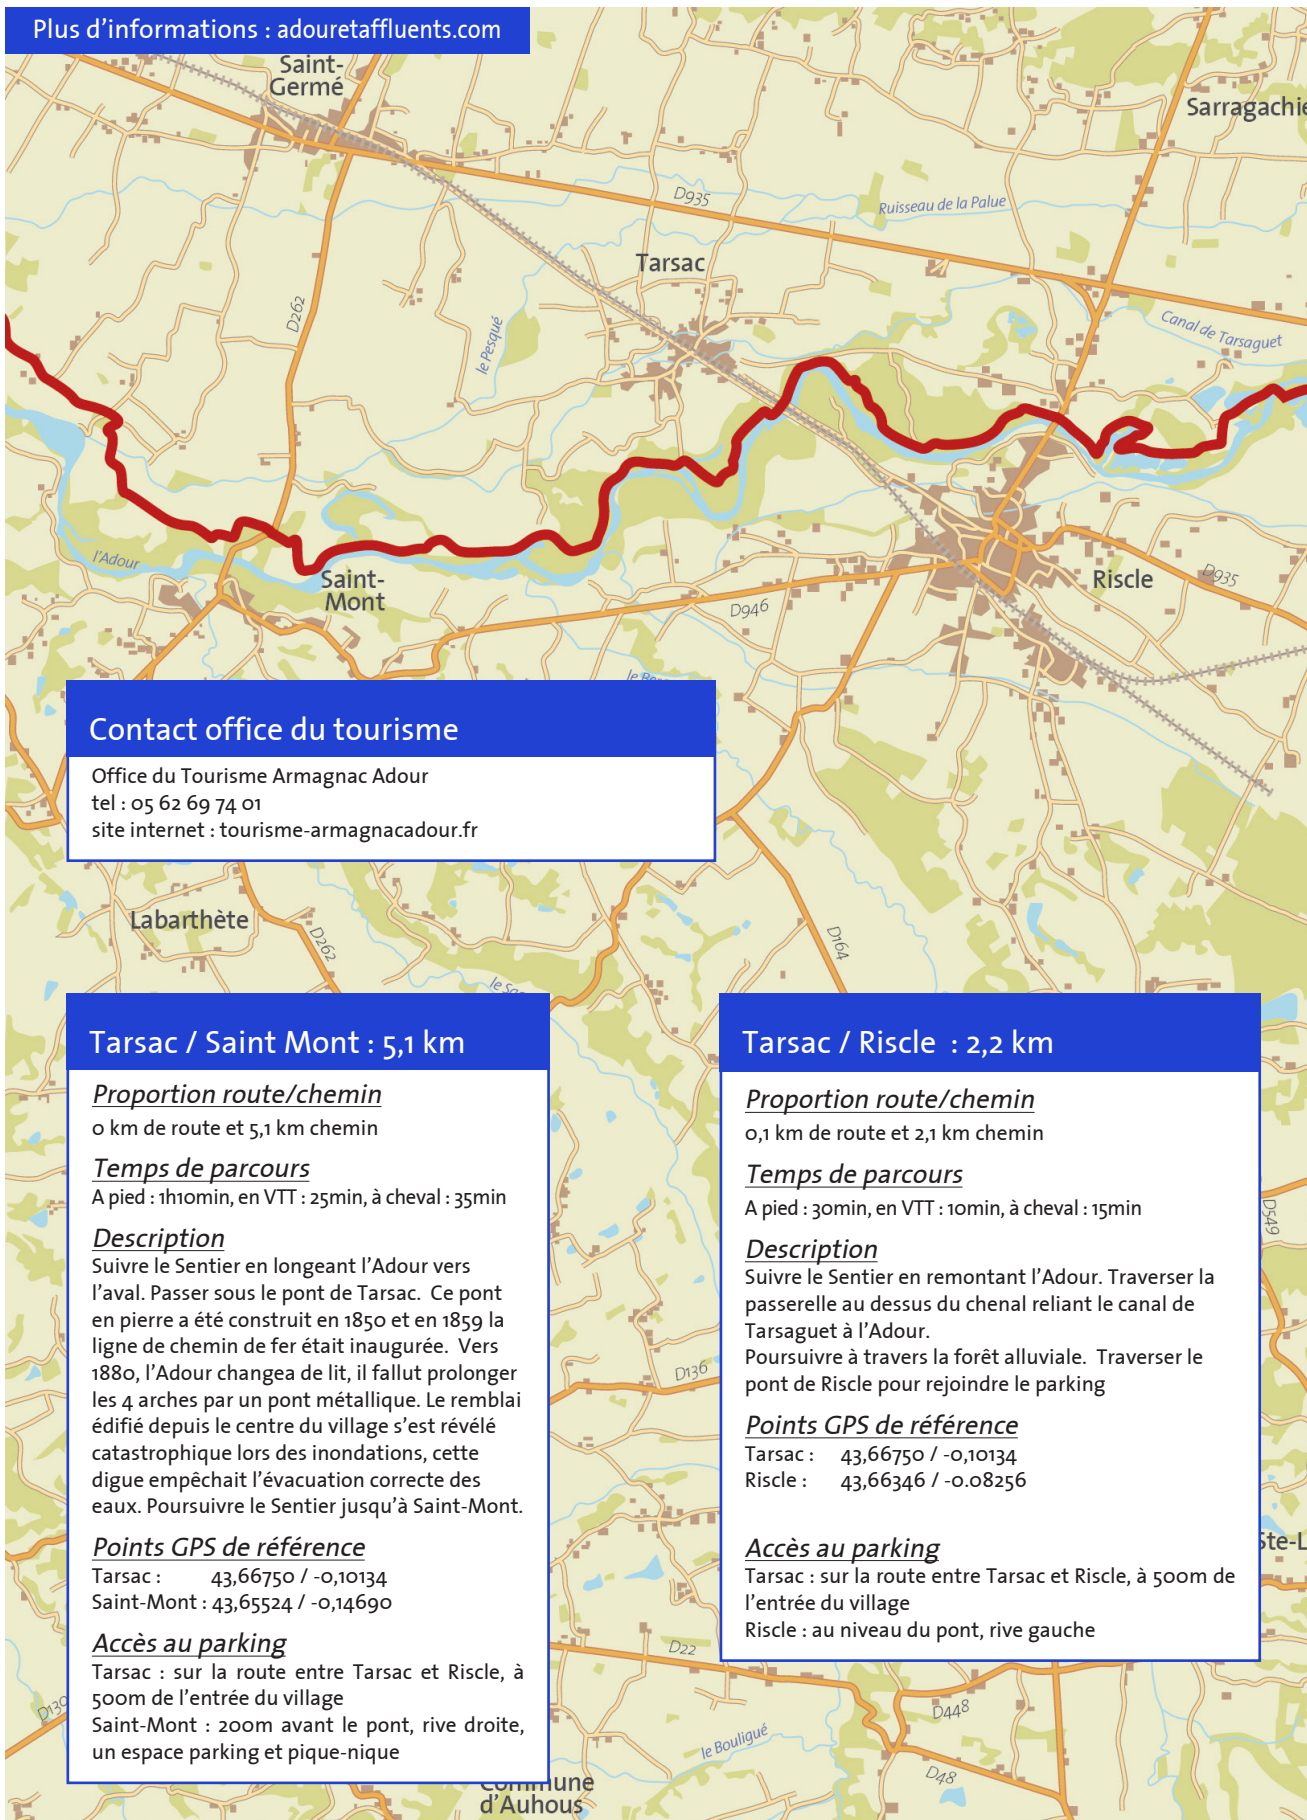 Plus d’informations : adouretaffluents.com
Saint-
Germé
Sarragachie
D935
Ruisseau de la Palue
Tarsac
D262
le Pesqué
Canal de Tarsaguet
l'Adour
Saint-
Mont
D946
Riscle
D935
Contact office du tourisme
Office du Tourisme Armagnac Adour
tel : 05 62 69 74 01
site internet : tourisme-armagnacadour.fr
Labarthète
D262
D164
Tarsac / Saint Mont : 5,1 km
Proportion route/chemin
0 km de route et 5,1 km chemin
Temps de parcours
A pied : 1h10min, en VTT : 25min, à cheval : 35min
Description
Suivre le Sentier en longeant l’Adour vers
l’aval. Passer sous le pont de Tarsac.  Ce pont
en pierre a été construit en 1850 et en 1859 la
ligne de chemin de fer était inaugurée.  Vers
1880, l’Adour changea de lit, il fallut prolonger
les 4 arches par un pont métallique. Le remblai
édifié depuis le centre du village s’est révélé
catastrophique lors des inondations, cette
digue empêchait l’évacuation correcte des
eaux. Poursuivre le Sentier jusqu’à Saint-Mont.
Points GPS de référence
Tarsac : 43,66750 / -0,10134
Saint-Mont : 43,65524 / -0,14690
Accès au parking
Tarsac : sur la route entre Tarsac et Riscle, à
500m de l’entrée du village
Saint-Mont : 200m avant le pont, rive droite,
un espace parking et pique-nique
Tarsac / Riscle  : 2,2 km
Proportion route/chemin
0,1 km de route et 2,1 km chemin
Temps de parcours
A pied : 30min, en VTT : 10min, à cheval : 15min
Description
Suivre le Sentier en remontant l’Adour. Traverser la
passerelle au dessus du chenal reliant le canal de
Tarsaguet à l’Adour.
Poursuivre à travers la forêt alluviale.  Traverser le
pont de Riscle pour rejoindre le parking
Points GPS de référence
Tarsac : 43,66750 / -0,10134
Riscle : 43,66346 / -0.08256
Accès au parking
Tarsac : sur la route entre Tarsac et Riscle, à 500m de
l’entrée du village
Riscle : au niveau du pont, rive gauche
D549
D136
Ste-L
D22
D130
D448
le Bouligué
D48
Commune
d'Auhous